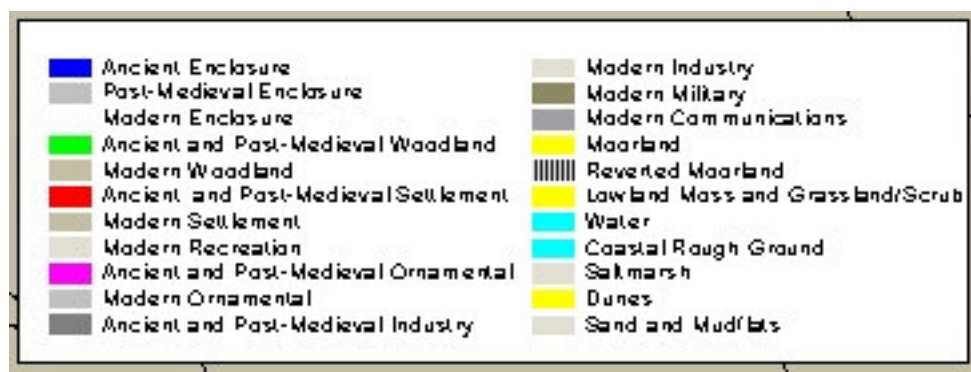 Ancient Enclosure
Post-Medieval Enclosure
Modern Enclosure
Ancient and Post-Medieval Woodland
Modern Woodland
Ancient and Post-Medieval Settlement
Modern Settlement
Modern Recreation
Ancient and Post-Medieval Ornamental
Modern Ornamental
Ancient and Post-Medieval Industry
Modern Industry
Modern Military
Modern Communications
Moorland
Reverted Moorland
Lowland Moss and Grassland/Scrub
Water
Coastal Rough Ground
Saltmarsh
Dunes
Sand and Mudflats